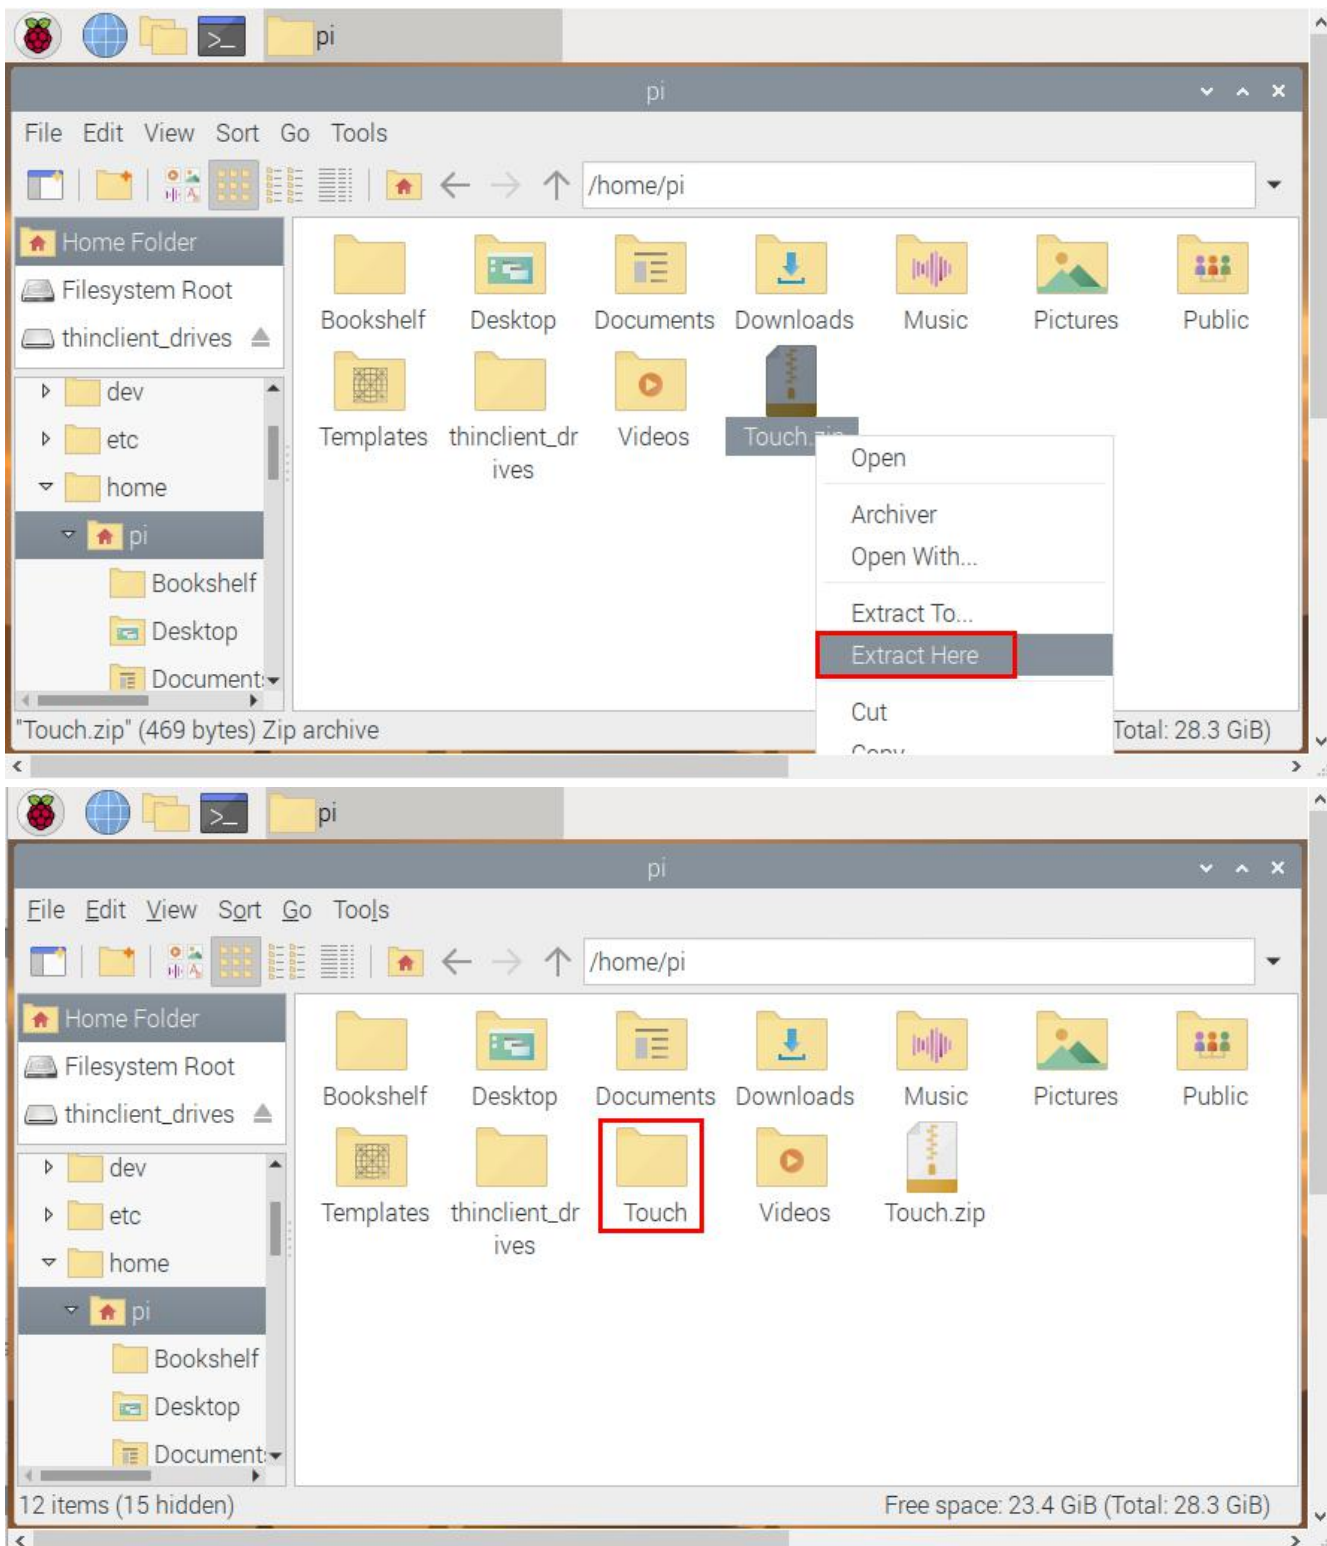 pi
pi
File Edit View Sort Go Tools
/home/pi
Home Folder
Filesystem Root
thinclient_drives
dev
etc
home
pi
Bookshelf
Desktop
Documents
Bookshelf Desktop Documents Downloads Music Pictures Public
Templates thinclient_dr Videos Touch.zip
ives
Open
Archiver
Open With...
Extract To...
Extract Here
Cut
Copy
"Touch.zip" (469 bytes) Zip archive
Total: 28.3 GiB)
pi
pi
File Edit View Sort Go Tools
/home/pi
Home Folder
Filesystem Root
thinclient_drives
dev
etc
home
pi
Bookshelf
Desktop
Documents
Bookshelf Desktop Documents Downloads Music Pictures Public
Templates thinclient_dr Touch Videos Touch.zip
ives
12 items (15 hidden)
Free space: 23.4 GiB (Total: 28.3 GiB)